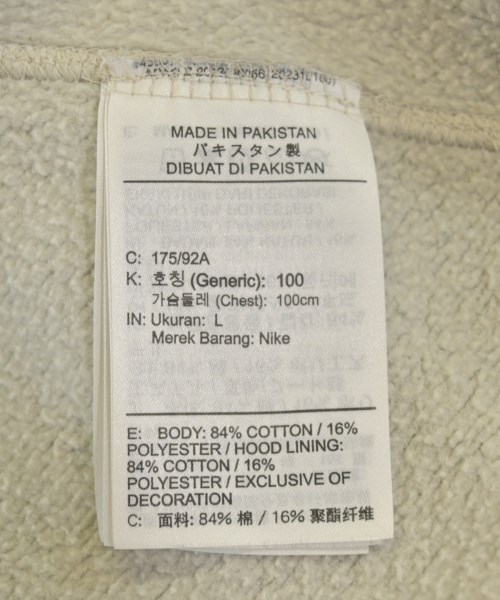 MADE IN PAKISTAN
パキスタン製
DIBUAT DI PAKISTAN
C: 175/92A
K: 호칭 (Generic): 100
가슴둘레 (Chest): 100cm
IN: Ukuran: L
Merek Barang: Nike
E: BODY: 84% COTTON / 16%
POLYESTER / HOOD LINING:
84% COTTON / 16%
POLYESTER / EXCLUSIVE OF
DECORATION
C: 面料: 84% 棉 / 16% 聚酯纤维